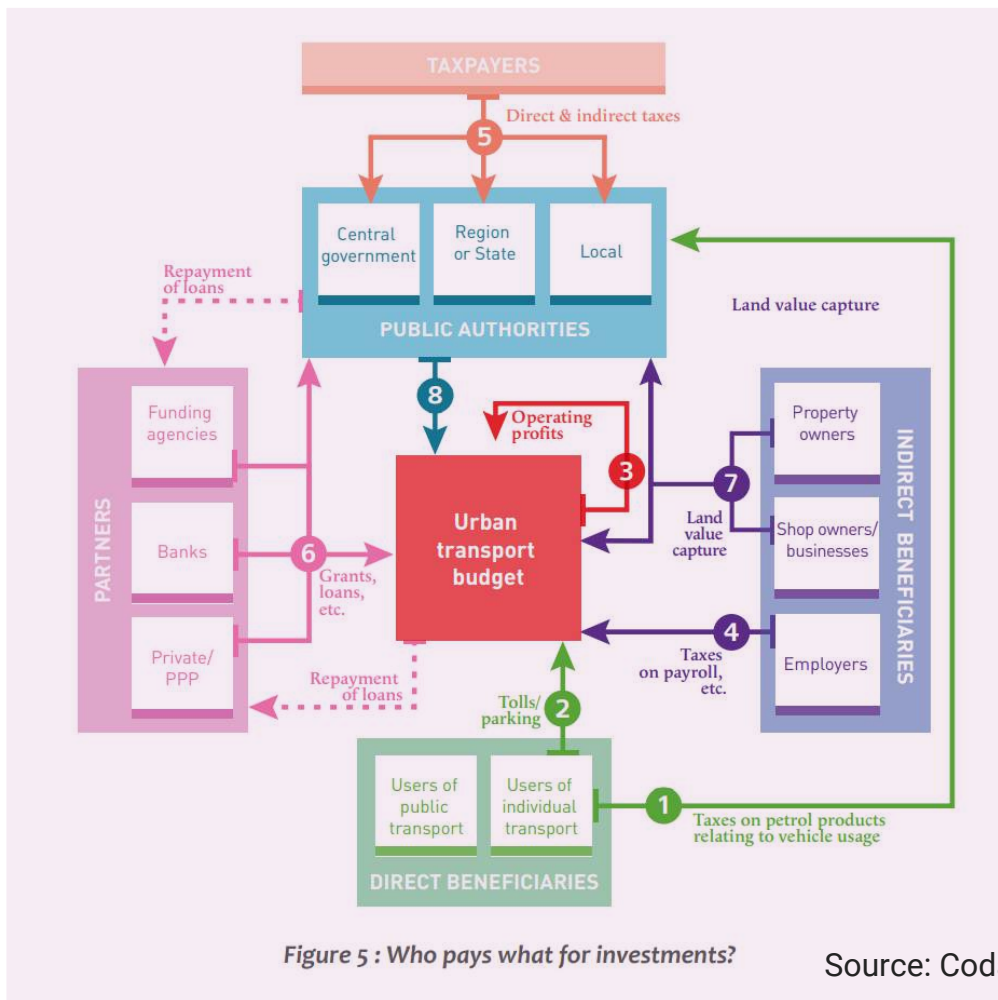 TAXPAYERS
Direct & indirect taxes
5
Central
government
Region
or State
Local
PUBLIC AUTHORITIES
Repayment
of loans
Land value capture
8
Funding
agencies
Banks
Private/
PPP
PARTNERS
6
Grants,
loans,
etc.
Repayment
of loans
Operating
profits
3
Urban
transport
budget
7
Land
value
capture
Property
owners
Shop owners/
businesses
Employers
INDIRECT BENEFICIARIES
4
Taxes
on payroll,
etc.
Tolls/
parking
2
Users of
public
transport
Users of
individual
transport
DIRECT BENEFICIARIES
1
Taxes on petrol products
relating to vehicle usage
Figure 5 : Who pays what for investments?
Source: Cod